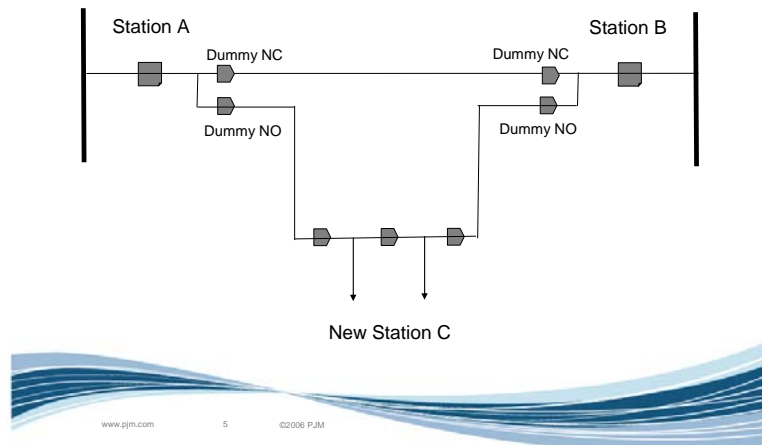 Station A
Station B
Dummy NC
Dummy NC
Dummy NO
Dummy NO
New Station C
www.pjm.com 5 ©2006 PJM